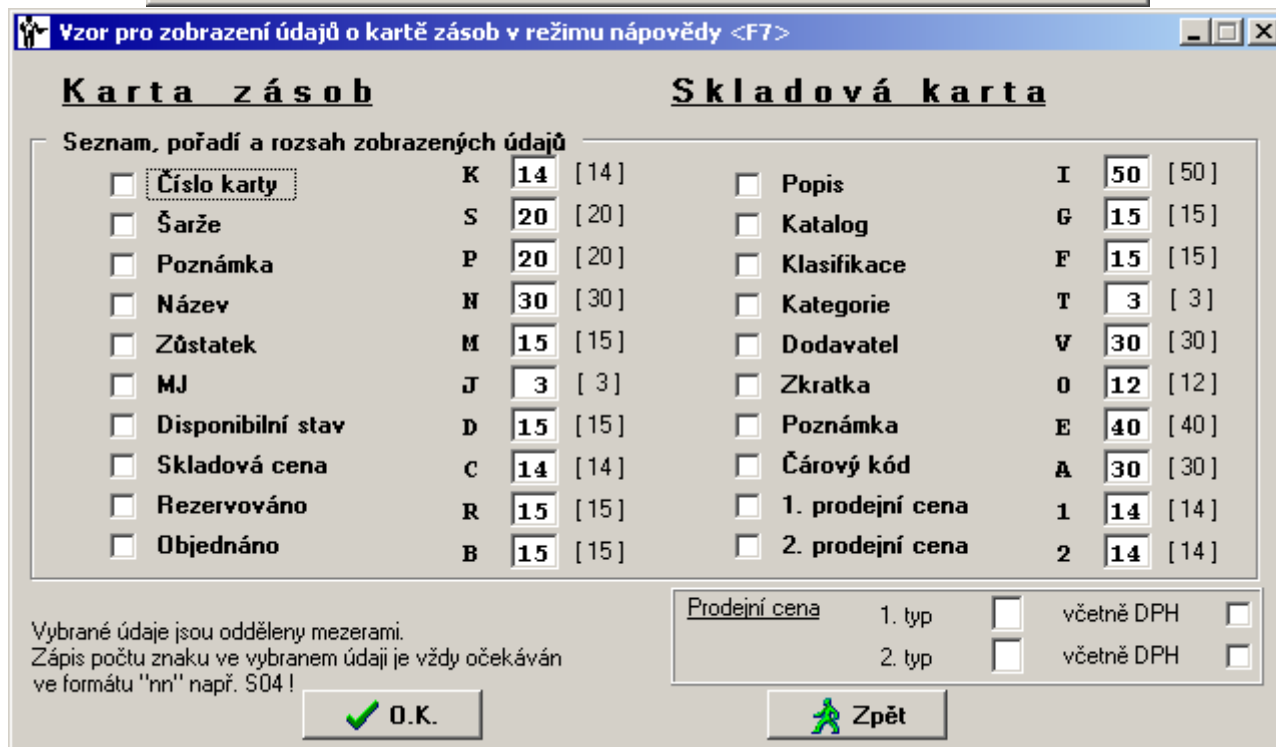 Vzor pro zobrazení údajů o kartě zásob v režimu nápovědy <F7>
Karta zásob Skladová karta
Seznam, pořadí a rozsah zobrazených údajů
Číslo karty K 14 [14] Popis I 50 [50]
Šarže S 20 [20] Katalog G 15 [15]
Poznámka P 20 [20] Klasifikace F 15 [15]
Název N 30 [30] Kategorie T 3 [ 3]
Zůstatek M 15 [15] Dodavatel V 30 [30]
MJ J 3 [ 3] Zkratka O 12 [12]
Disponibilní stav D 15 [15] Poznámka E 40 [40]
Skladová cena C 14 [14] Čárový kód A 30 [30]
Rezervováno R 15 [15] 1. prodejní cena 1 14 [14]
Objednáno B 15 [15] 2. prodejní cena 2 14 [14]
Prodejní cena 1. typ včetně DPH
2. typ včetně DPH
Vybrané údaje jsou odděleny mezerami.
Zápis počtu znaku ve vybranem údaji je vždy očekáván
ve formátu "nn" např. S04 !
O.K. Zpět